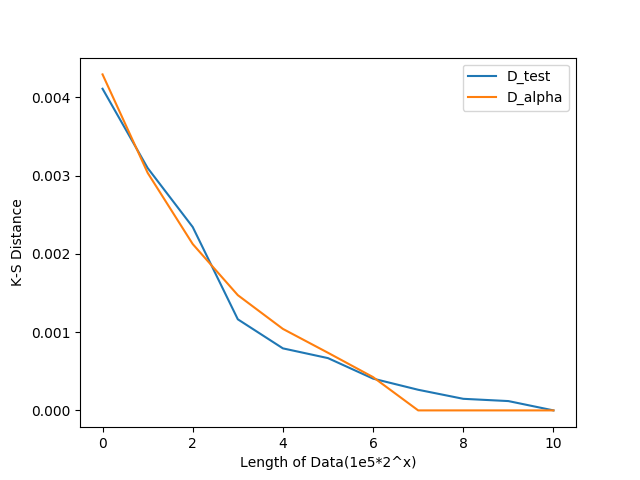 D_test
D_alpha
K-S Distance
0.004
0.003
0.002
0.001
0.000
0 2 4 6 8 10
Length of Data(1e5*2^x)